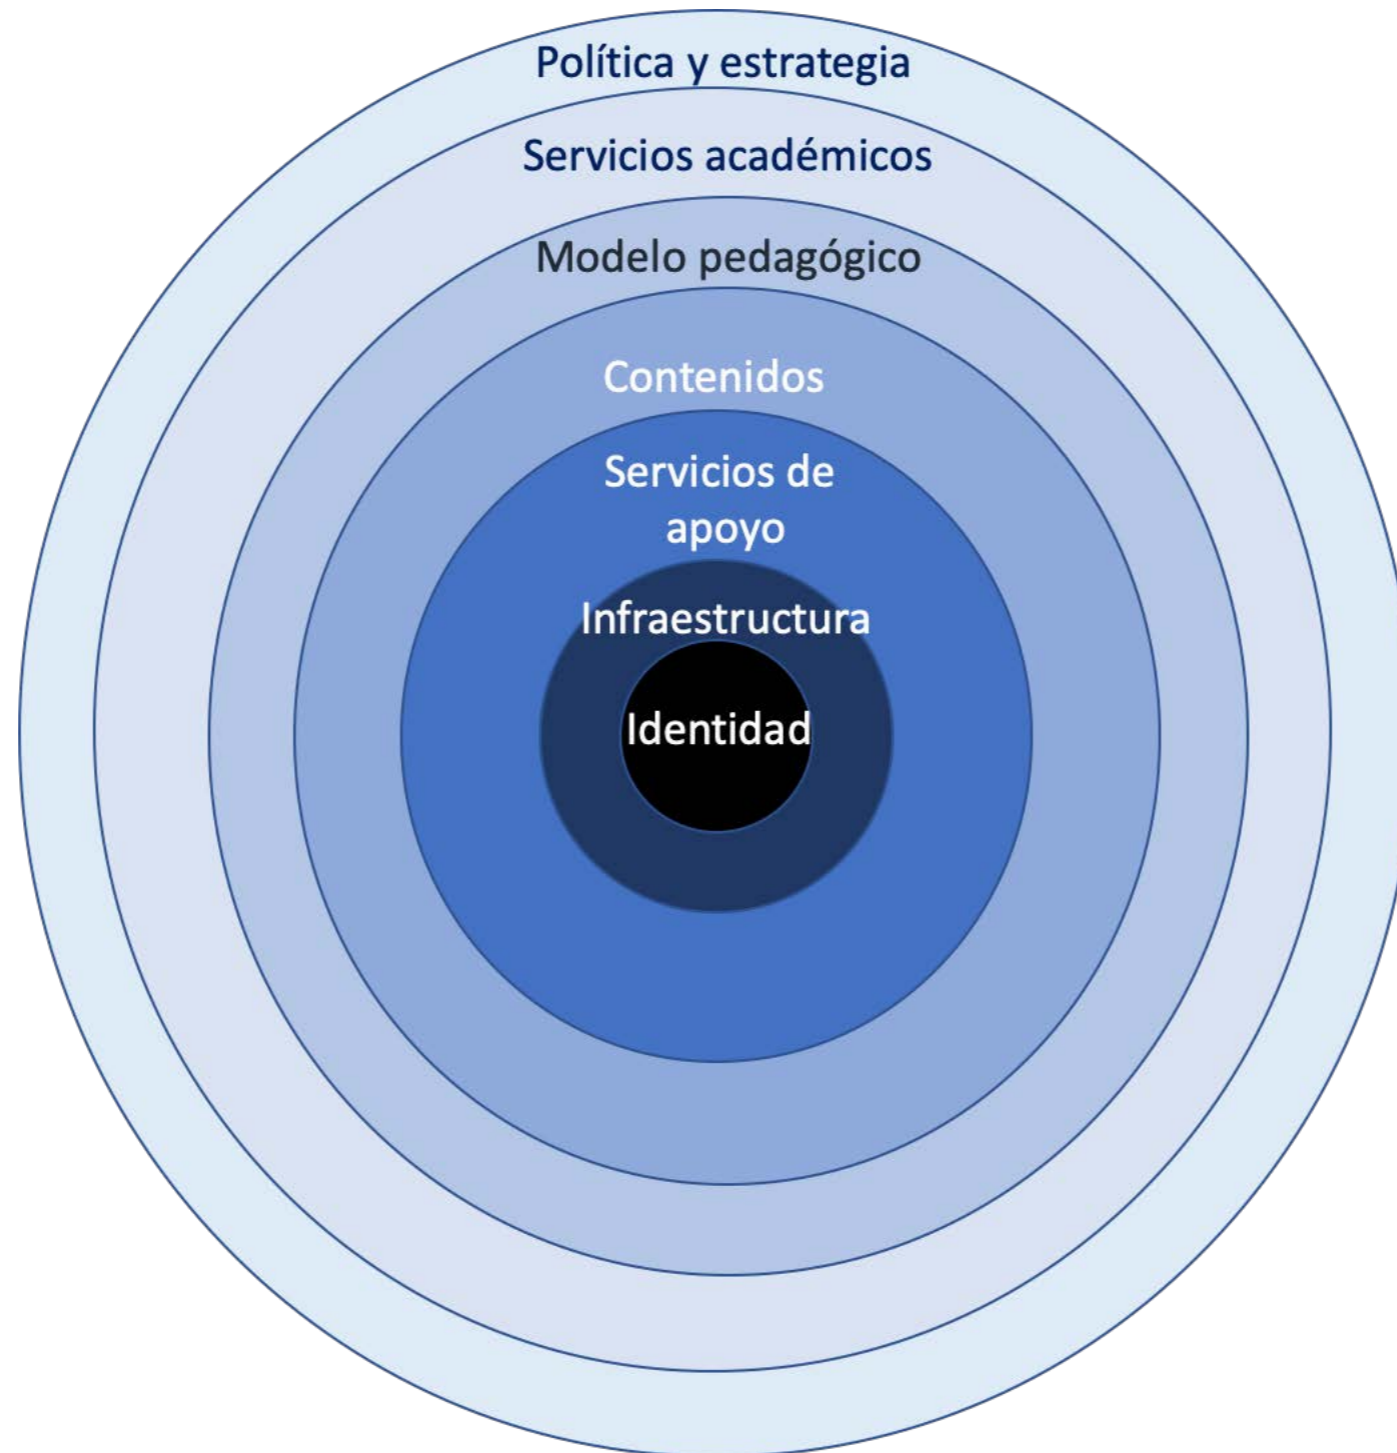 Política y estrategia
Servicios académicos
Modelo pedagógico
Contenidos
Servicios de
apoyo
Infraestructura
Identidad